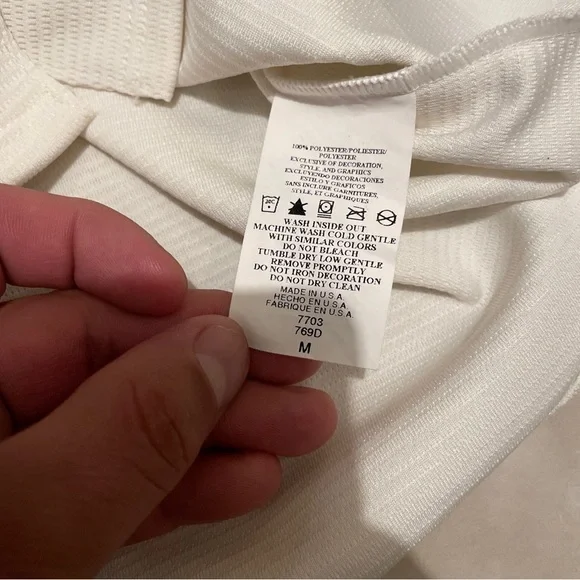 100% POLYESTER/POLIESTER/
POLYESTER
EXCLUSIVE OF DECORATION,
STYLE, AND GRAPHICS
EXCLUYENDO DECORACIONES
ESTILO Y GRAFICOS
SANS INCLURE GARNITURES,
STYLE, ET GRAPHIQUES
WASH INSIDE OUT
MACHINE WASH COLD GENTLE
WITH SIMILAR COLORS
DO NOT BLEACH
TUMBLE DRY LOW GENTLE
REMOVE PROMPTLY
DO NOT IRON DECORATION
DO NOT DRY CLEAN
MADE IN U.S.A.
HECHO EN U.S.A.
FABRIQUE EN U.S.A.
7703
769D
M